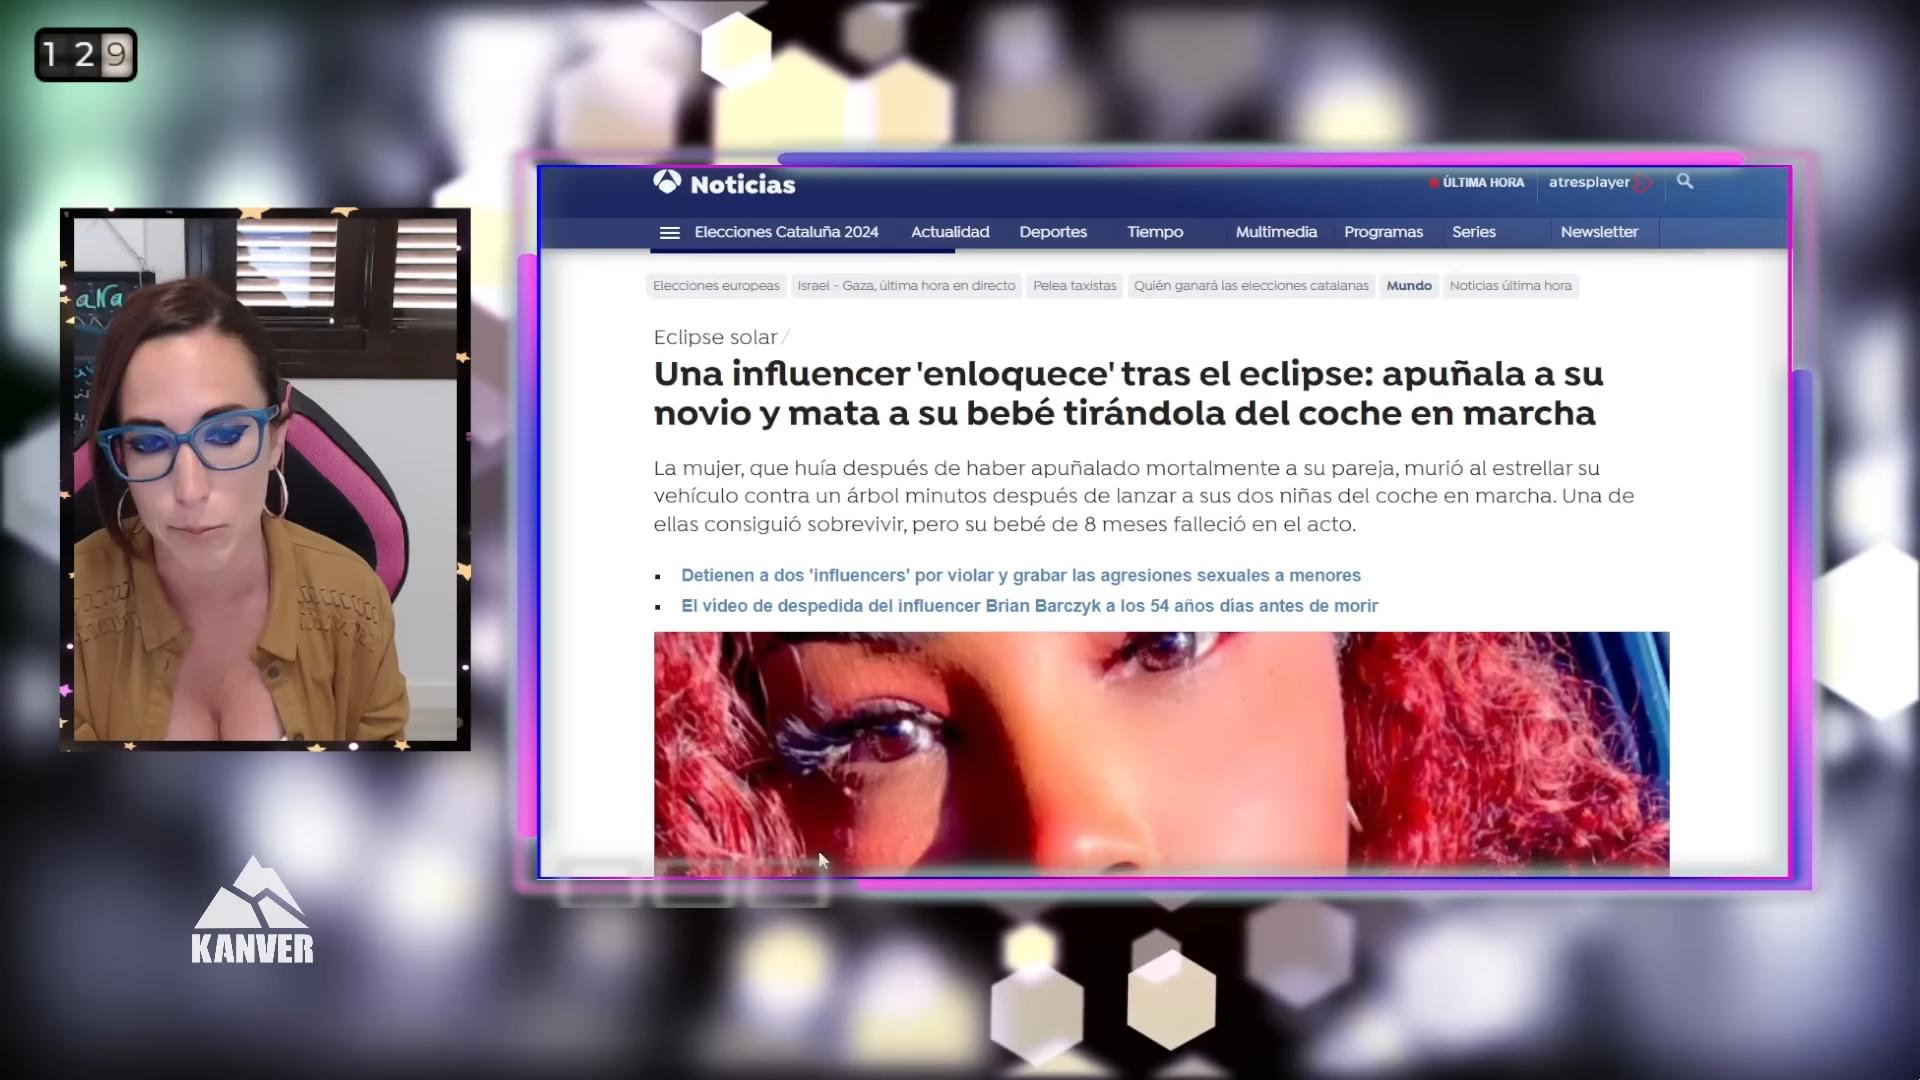 129
Noticias
ÚLTIMA HORA
atresplayer
Elecciones Cataluña 2024 Actualidad Deportes Tiempo Multimedia Programas Series Newsletter
Elecciones europeas Israel - Gaza, última hora en directo Pelea taxistas Quién ganará las elecciones catalanas Mundo Noticias última hora
Eclipse solar /
Una influencer 'enloquece' tras el eclipse: apuñala a su
novio y mata a su bebé tirándola del coche en marcha
La mujer, que huía después de haber apuñalado mortalmente a su pareja, murió al estrellar su
vehículo contra un árbol minutos después de lanzar a sus dos niñas del coche en marcha. Una de
ellas consiguió sobrevivir, pero su bebé de 8 meses falleció en el acto.
Detienen a dos 'influencers' por violar y grabar las agresiones sexuales a menores
El vídeo de despedida del influencer Brian Barczyk a los 54 años días antes de morir
KANVER